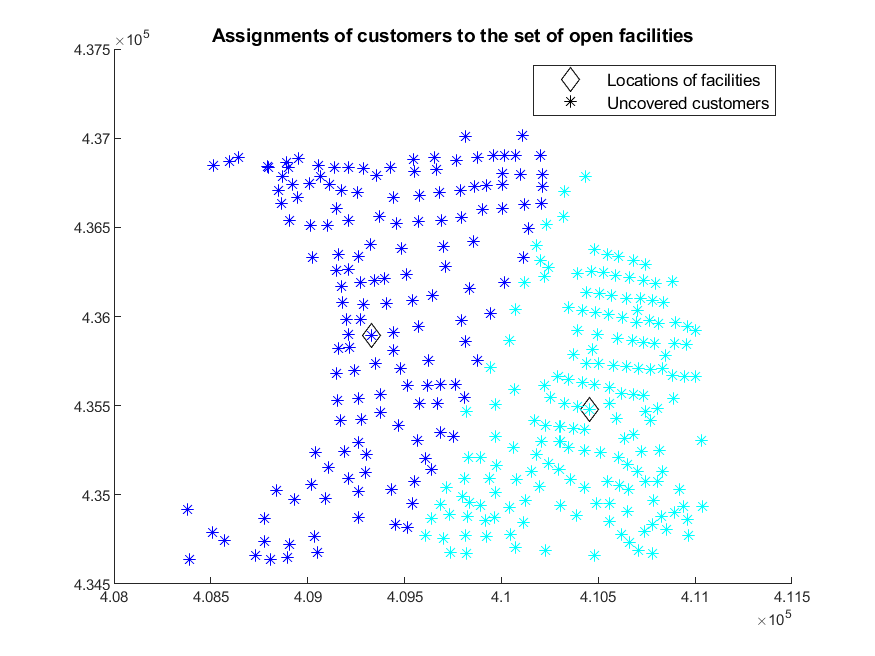 Assignments of customers to the set of open facilities
×10^5
Locations of facilities
Uncovered customers
4.375
4.37
4.365
4.36
4.355
4.35
4.345
4.08 4.085 4.09 4.095 4.1 4.105 4.11 4.115
×10^5